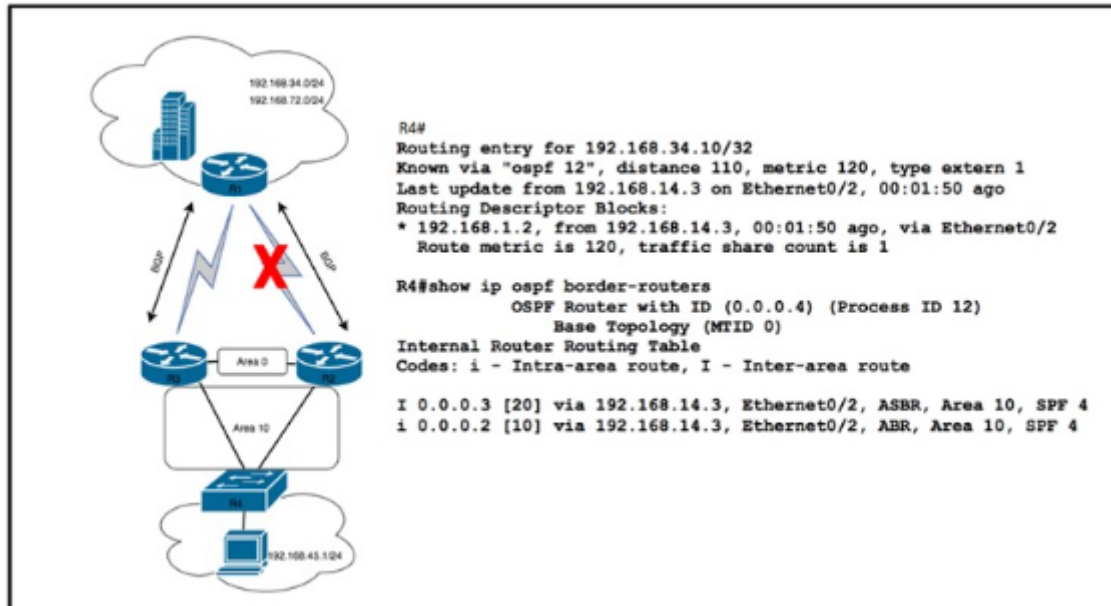 192.168.34.0/24
192.168.72.0/24
R1
BGP
BGP
X
Area 0
R3
R2
Area 10
R4
192.168.45.1/24
R4#
Routing entry for 192.168.34.10/32
Known via "ospf 12", distance 110, metric 120, type extern 1
Last update from 192.168.14.3 on Ethernet0/2, 00:01:50 ago
Routing Descriptor Blocks:
* 192.168.1.2, from 192.168.14.3, 00:01:50 ago, via Ethernet0/2
Route metric is 120, traffic share count is 1
R4#show ip ospf border-routers
OSPF Router with ID (0.0.0.4) (Process ID 12)
Base Topology (MTID 0)
Internal Router Routing Table
Codes: i - Intra-area route, I - Inter-area route
I 0.0.0.3 [20] via 192.168.14.3, Ethernet0/2, ASBR, Area 10, SPF 4
i 0.0.0.2 [10] via 192.168.14.3, Ethernet0/2, ABR, Area 10, SPF 4